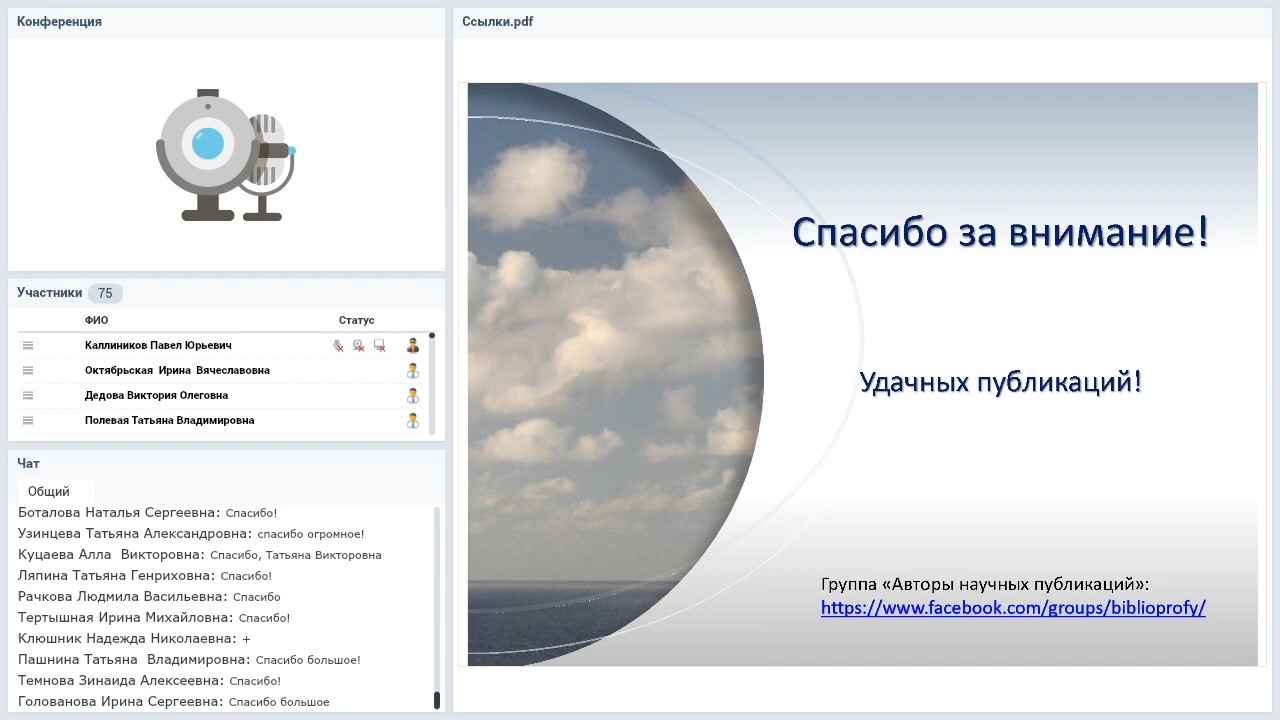 Конференция
Участники 75
ФИО Статус
Каллиников Павел Юрьевич
Октябрьская Ирина Вячеславовна
Дедова Виктория Олеговна
Полевая Татьяна Владимировна
Чат
Общий
Боталова Наталья Сергеевна: Спасибо!
Узинцева Татьяна Александровна: спасибо огромное!
Куцаева Алла Викторовна: Спасибо, Татьяна Викторовна
Ляпина Татьяна Генриховна: Спасибо!
Рачкова Людмила Васильевна: Спасибо
Тертышная Ирина Михайловна: Спасибо!
Клюшник Надежда Николаевна: +
Пашнина Татьяна Владимировна: Спасибо большое!
Темнова Зинаида Алексеевна: Спасибо!
Голованова Ирина Сергеевна: Спасибо большое
Ссылки.pdf
Спасибо за внимание!
Удачных публикаций!
Группа «Авторы научных публикаций»:
https://www.facebook.com/groups/biblioprofy/